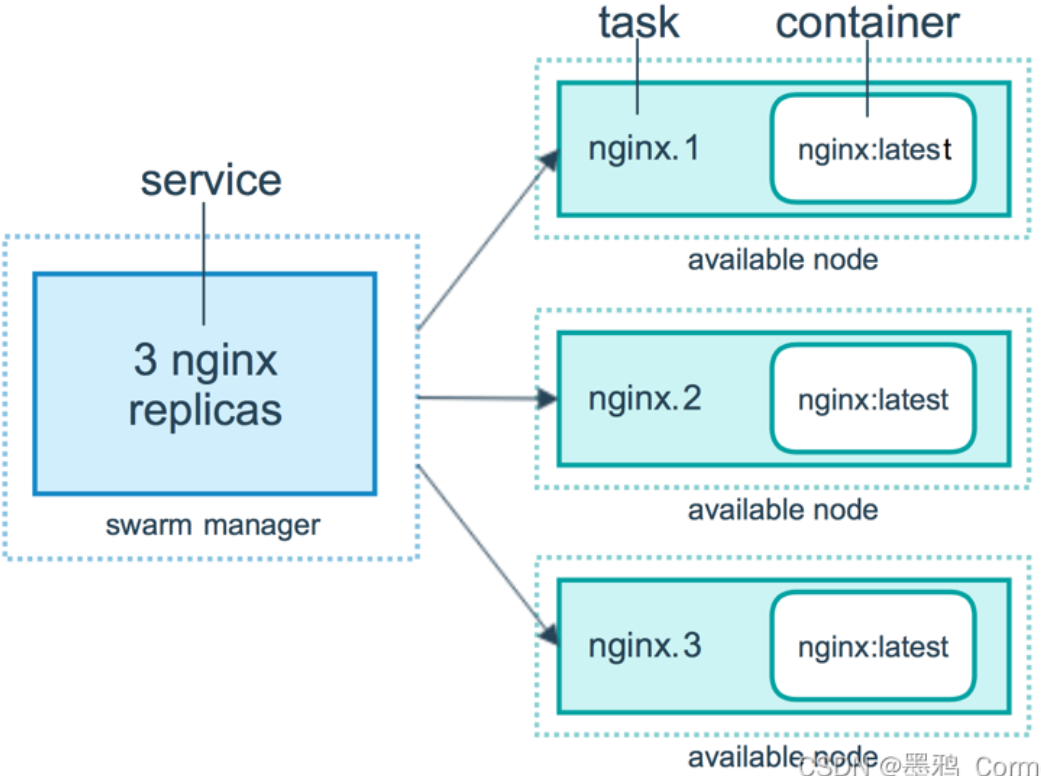 task
container
service
nginx.1
nginx:latest
available node
3 nginx
replicas
swarm manager
nginx.2
nginx:latest
available node
nginx.3
nginx:latest
available node
CSDN @墨鸦_Corm